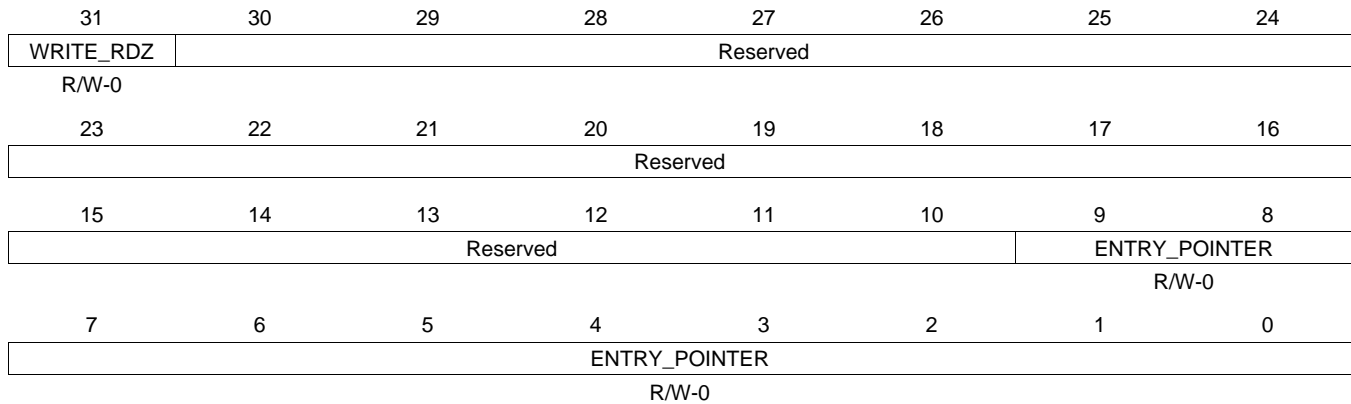 31 30 29 28 27 26 25 24
WRITE_RDZ Reserved
R/W-0
23 22 21 20 19 18 17 16
Reserved
15 14 13 12 11 10 9 8
Reserved ENTRY_POINTER
R/W-0
7 6 5 4 3 2 1 0
ENTRY_POINTER
R/W-0